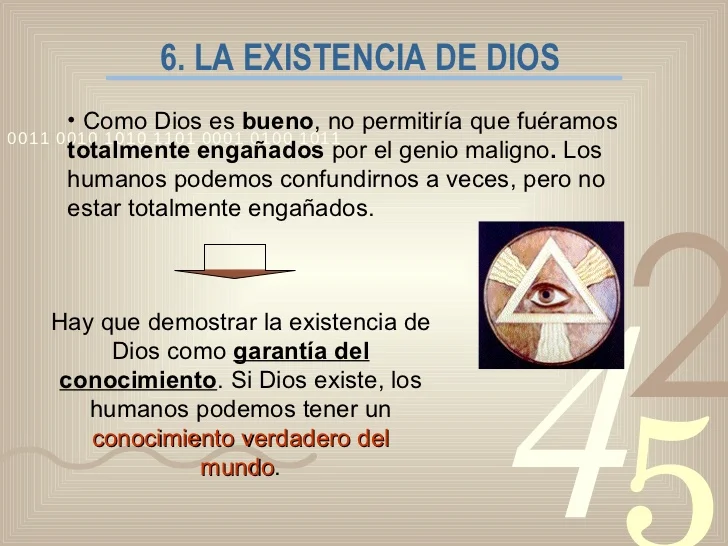 6. LA EXISTENCIA DE DIOS
• Como Dios es bueno, no permitiría que fuéramos
0011 0010 1010 1101 0001 0100 1011
totalmente engañados por el genio maligno. Los
humanos podemos confundirnos a veces, pero no
estar totalmente engañados.
Hay que demostrar la existencia de
Dios como garantía del
conocimiento. Si Dios existe, los
humanos podemos tener un
conocimiento verdadero del
mundo.
2
4
5